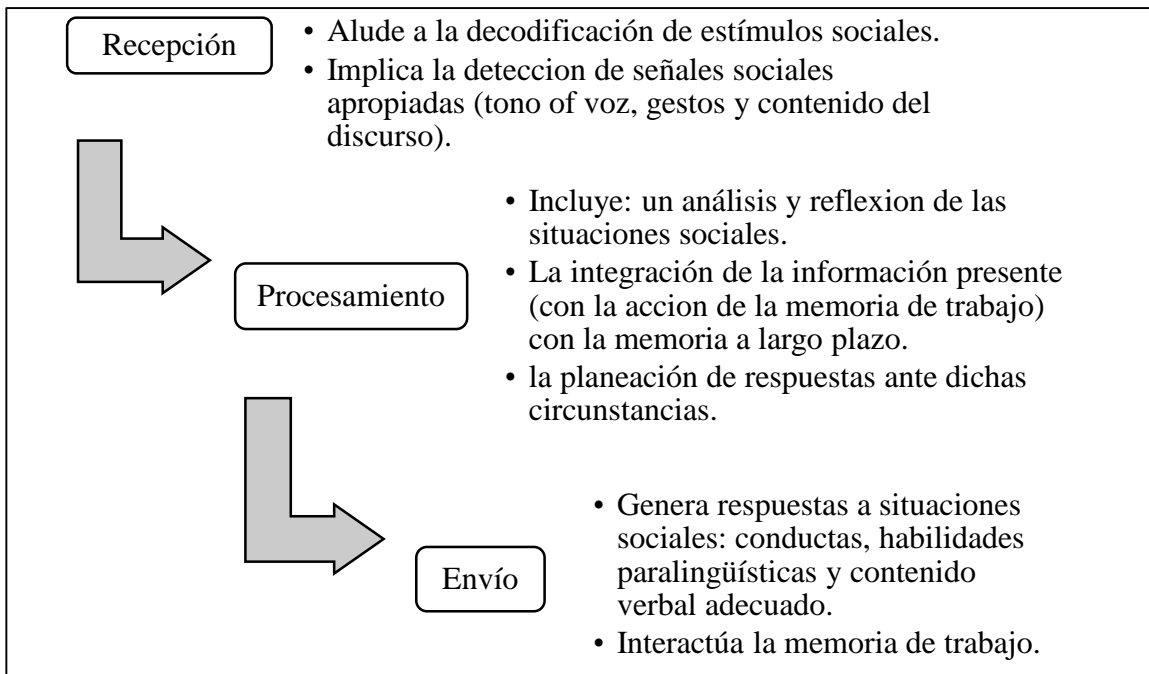 Recepción
• Alude a la decodificación de estímulos sociales.
• Implica la deteccion de señales sociales
apropiadas (tono of voz, gestos y contenido del
discurso).
Procesamiento
• Incluye: un análisis y reflexion de las
situaciones sociales.
• La integración de la información presente
(con la accion de la memoria de trabajo)
con la memoria a largo plazo.
• la planeación de respuestas ante dichas
circunstancias.
Envío
• Genera respuestas a situaciones
sociales: conductas, habilidades
paralingüísticas y contenido
verbal adecuado.
• Interactúa la memoria de trabajo.